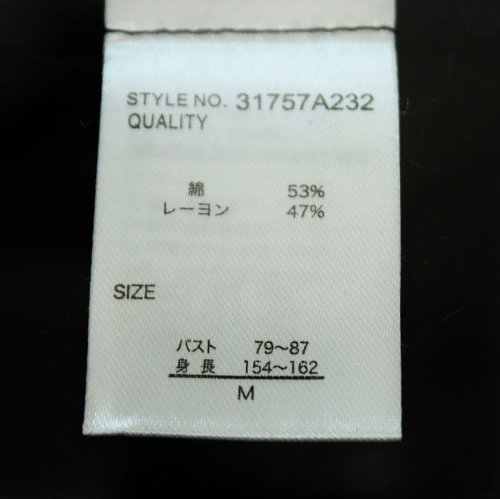 STYLE NO. 31757A232
QUALITY
綿 53%
レーヨン 47%
SIZE
バスト 79〜87
身長 154〜162
M